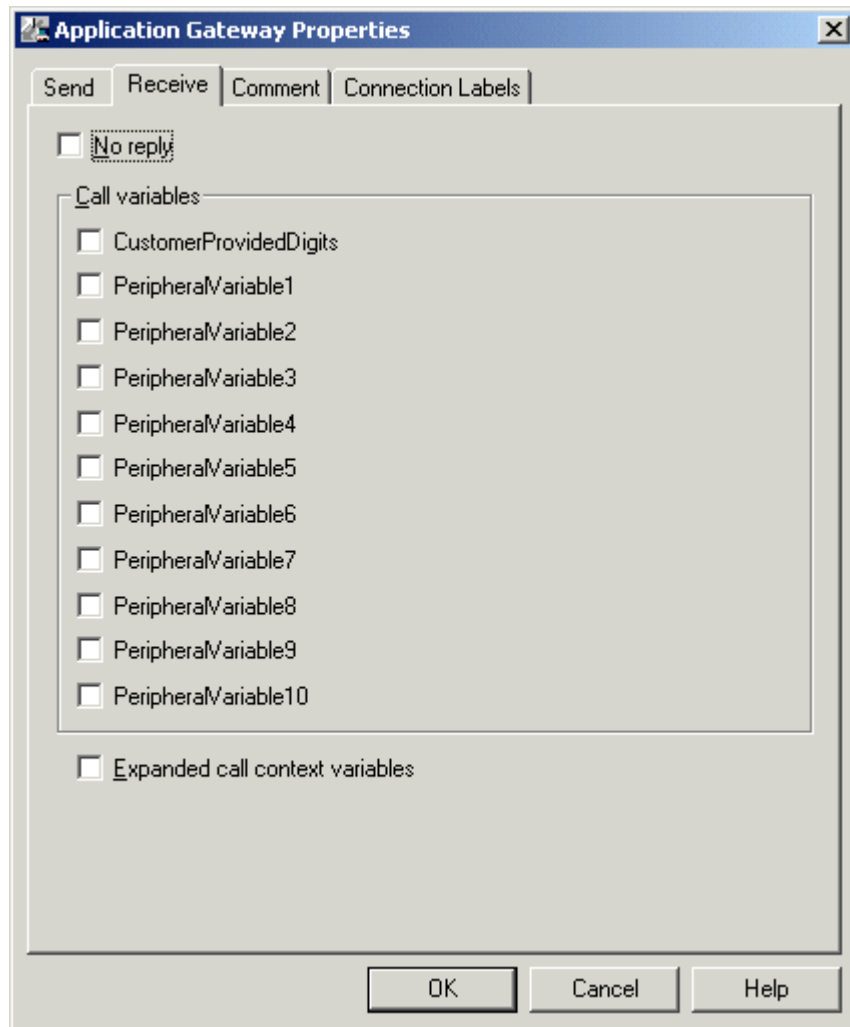 Application Gateway Properties
Send Receive Comment Connection Labels
No reply
Call variables
CustomerProvidedDigits
PeripheralVariable1
PeripheralVariable2
PeripheralVariable3
PeripheralVariable4
PeripheralVariable5
PeripheralVariable6
PeripheralVariable7
PeripheralVariable8
PeripheralVariable9
PeripheralVariable10
Expanded call context variables
OK Cancel Help